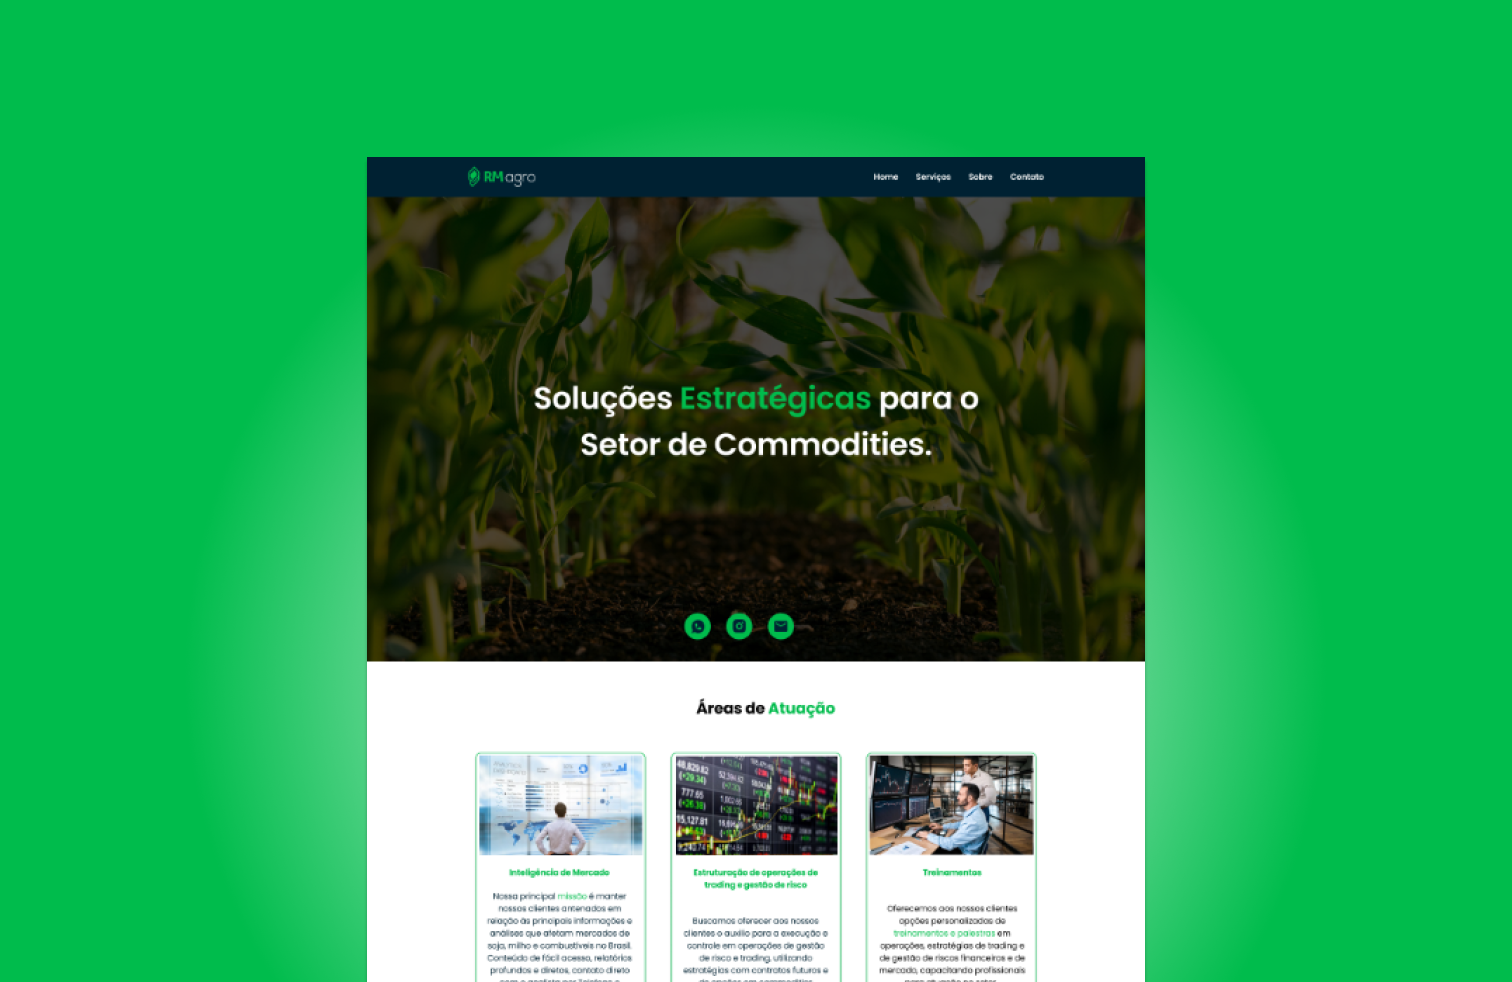 RM agro
Home Serviços Sobre Contato
Soluções Estratégicas para o
Setor de Commodities.
Áreas de Atuação
Inteligência de Mercado
Nossa principal missão é manter
nossos clientes antenados em
relação às principais informações e
análises que afetam mercados de
soja, milho e combustíveis no Brasil.
Conteúdo de fácil acesso, relatórios
profundos e diretos, contato direto
Estruturação de operações de
trading e gestão de risco
Buscamos oferecer aos nossos
clientes o auxílio para a execução e
controle em operações de gestão
de risco e trading, utilizando
estratégias com contratos futuros e
Treinamentos
Oferecemos aos nossos clientes
opções personalizadas de
treinamentos e palestras em
operações, estratégias de trading e
de gestão de riscos financeiros e de
mercado, capacitando profissionais